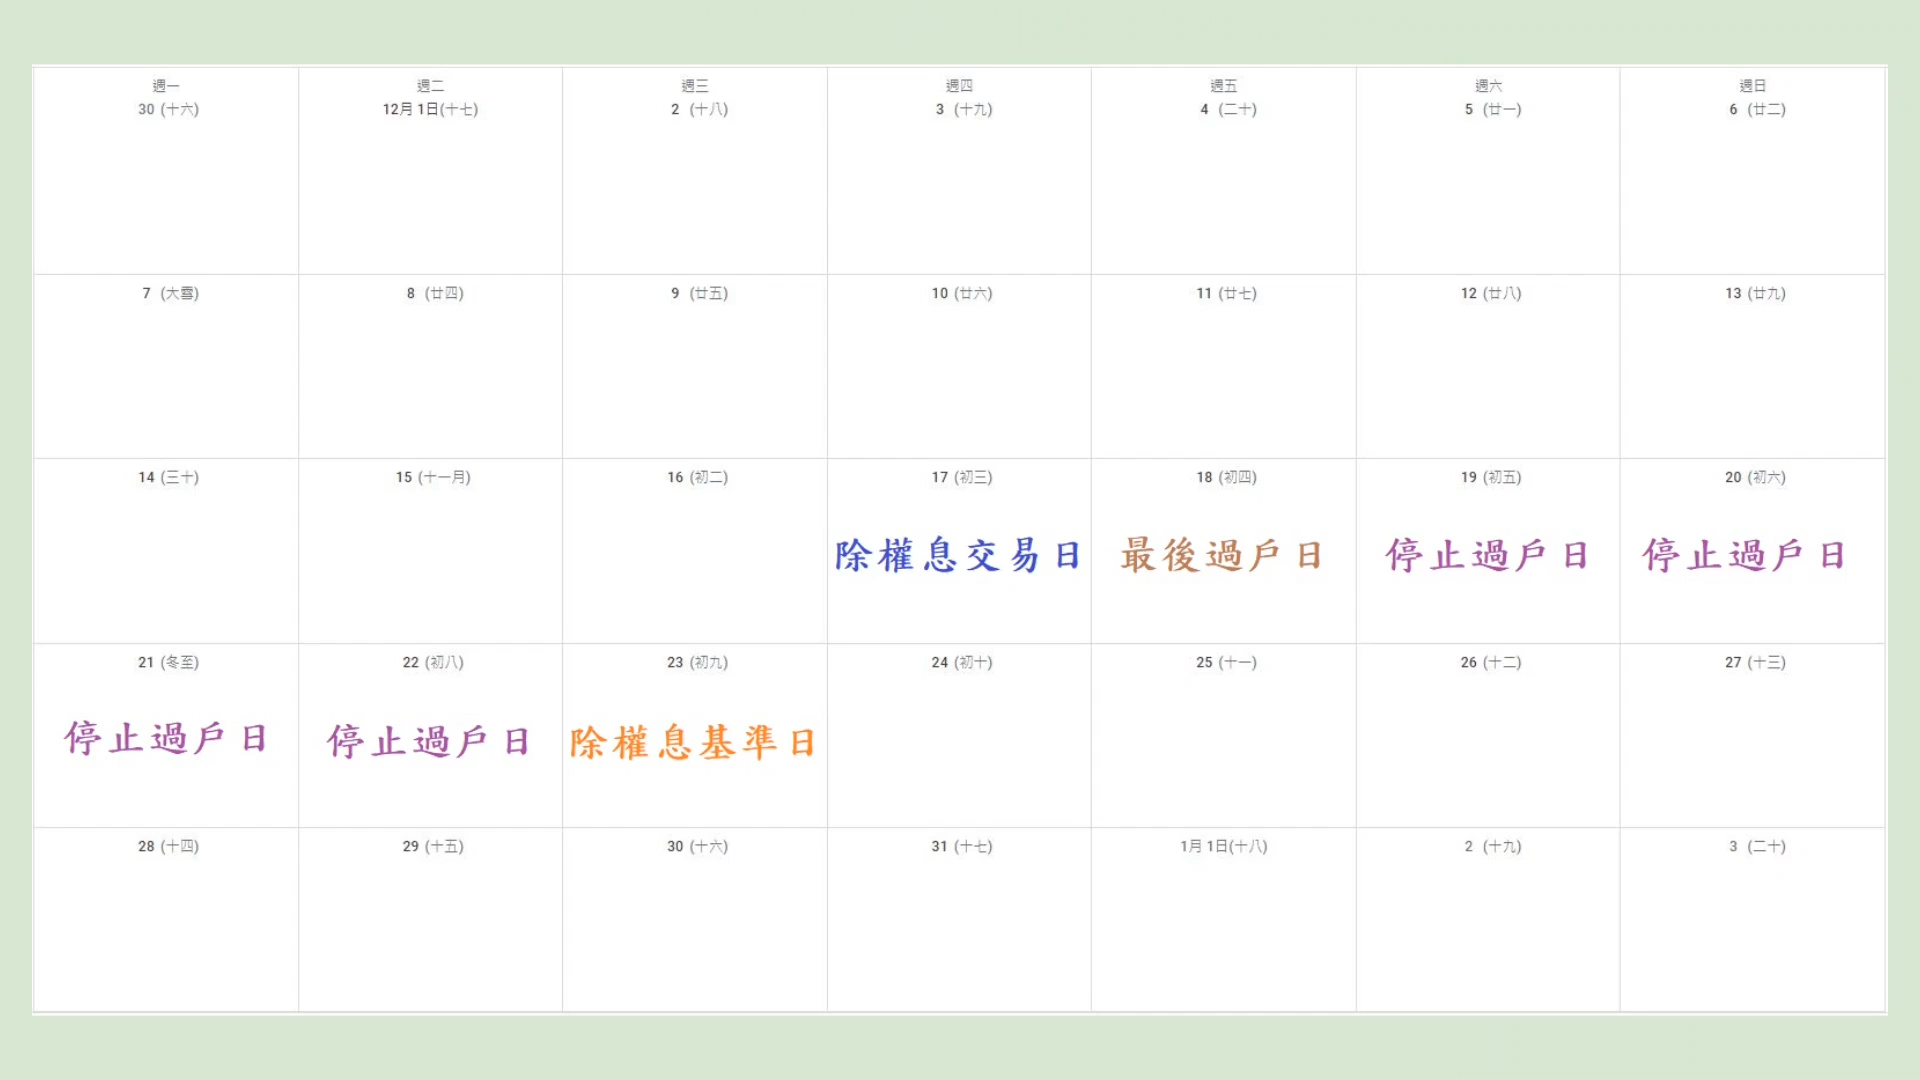 週一 週二 週三 週四 週五 週六 週日
30 (十六) 12月 1日(十七) 2 (十八) 3 (十九) 4 (二十) 5 (廿一) 6 (廿二)
7 (大雪) 8 (廿四) 9 (廿五) 10 (廿六) 11 (廿七) 12 (廿八) 13 (廿九)
14 (三十) 15 (十一月) 16 (初二) 17 (初三) 18 (初四) 19 (初五) 20 (初六)
除權息交易日 最後過戶日 停止過戶日 停止過戶日
21 (冬至) 22 (初八) 23 (初九) 24 (初十) 25 (十一) 26 (十二) 27 (十三)
停止過戶日 停止過戶日 除權息基準日
28 (十四) 29 (十五) 30 (十六) 31 (十七) 1月 1日(十八) 2 (十九) 3 (二十)